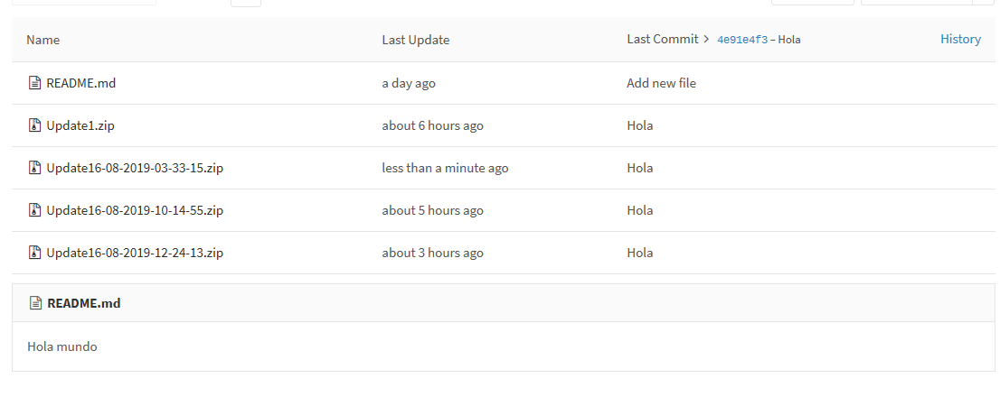 Name Last Update Last Commit > 4e91e4f3 – Hola History
README.md a day ago Add new file
Update1.zip about 6 hours ago Hola
Update16-08-2019-03-33-15.zip less than a minute ago Hola
Update16-08-2019-10-14-55.zip about 5 hours ago Hola
Update16-08-2019-12-24-13.zip about 3 hours ago Hola
README.md
Hola mundo